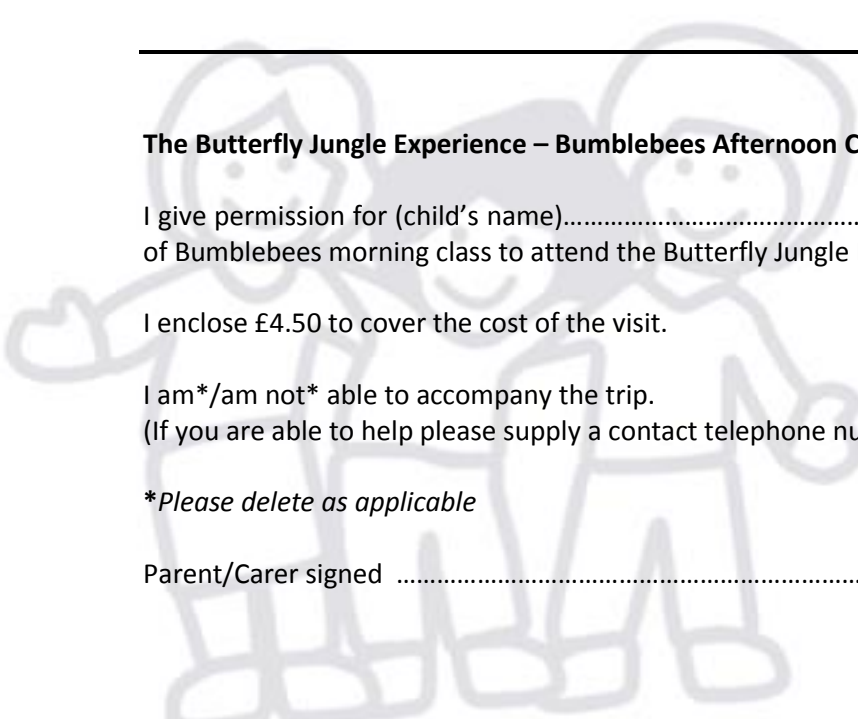 The Butterfly Jungle Experience – Bumblebees Afternoon
I give permission for (child’s name)……………………………………
of Bumblebees morning class to attend the Butterfly Jungle
I enclose £4.50 to cover the cost of the visit.
I am*/am not* able to accompany the trip.
(If you are able to help please supply a contact telephone
*Please delete as applicable
Parent/Carer signed ……………………………………………………………